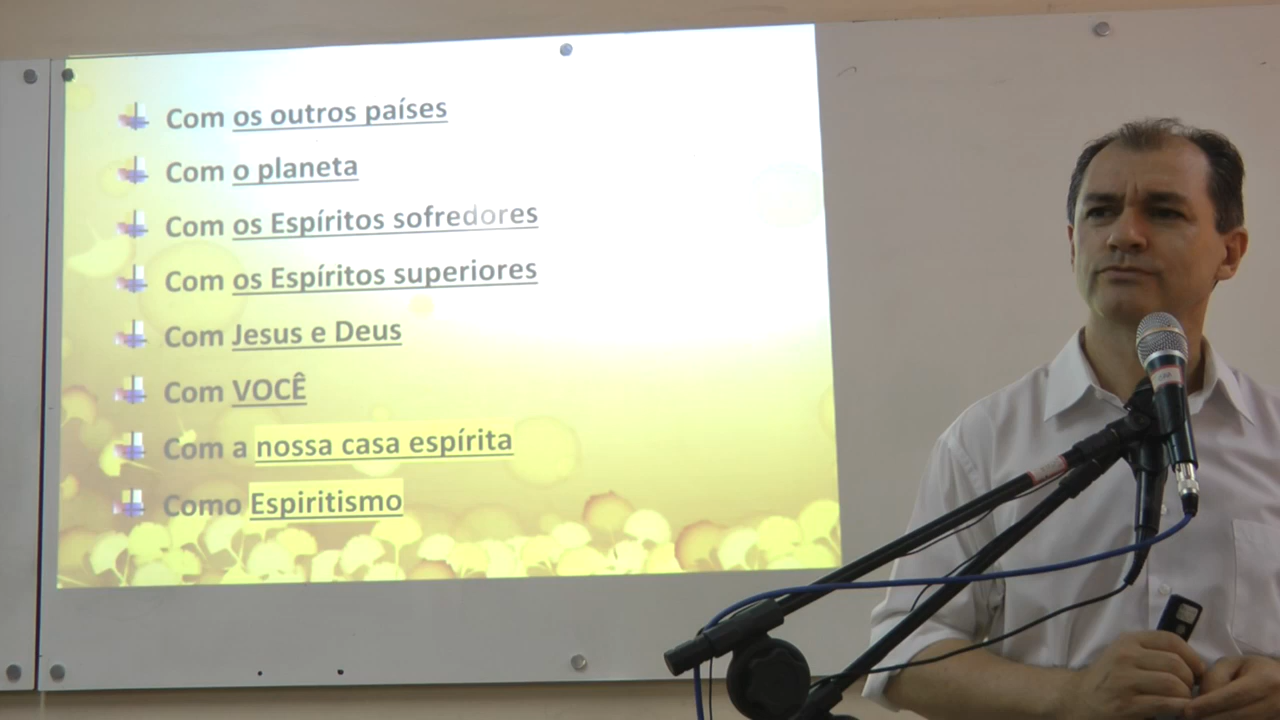 Com os outros países
Com o planeta
Com os Espíritos sofredores
Com os Espíritos superiores
Com Jesus e Deus
Com VOCÊ
Com a nossa casa espírita
Como Espiritismo